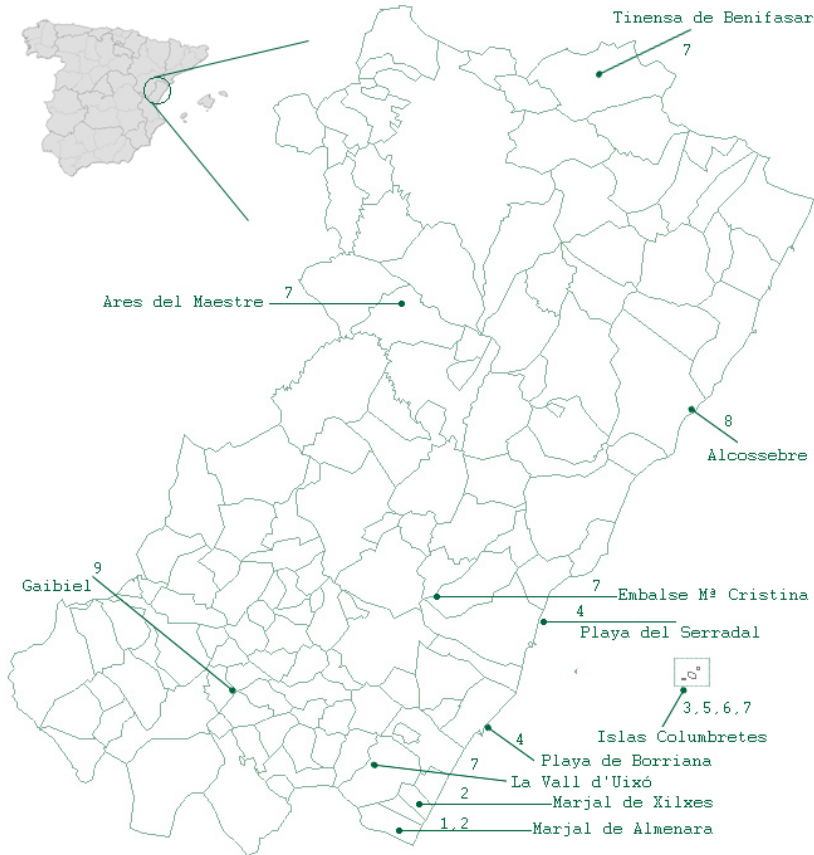 Tinensa de Benifasar
7
7
Ares del Maestre
8
Alcossebre
9
Gaibiel
7
Embalse Mª Cristina
4
Playa del Serradal
3,5,6,7
Islas Columbretes
4
Playa de Borriana
7
La Vall d'Uixó
2
Marjal de Xilxes
1,2
Marjal de Almenara